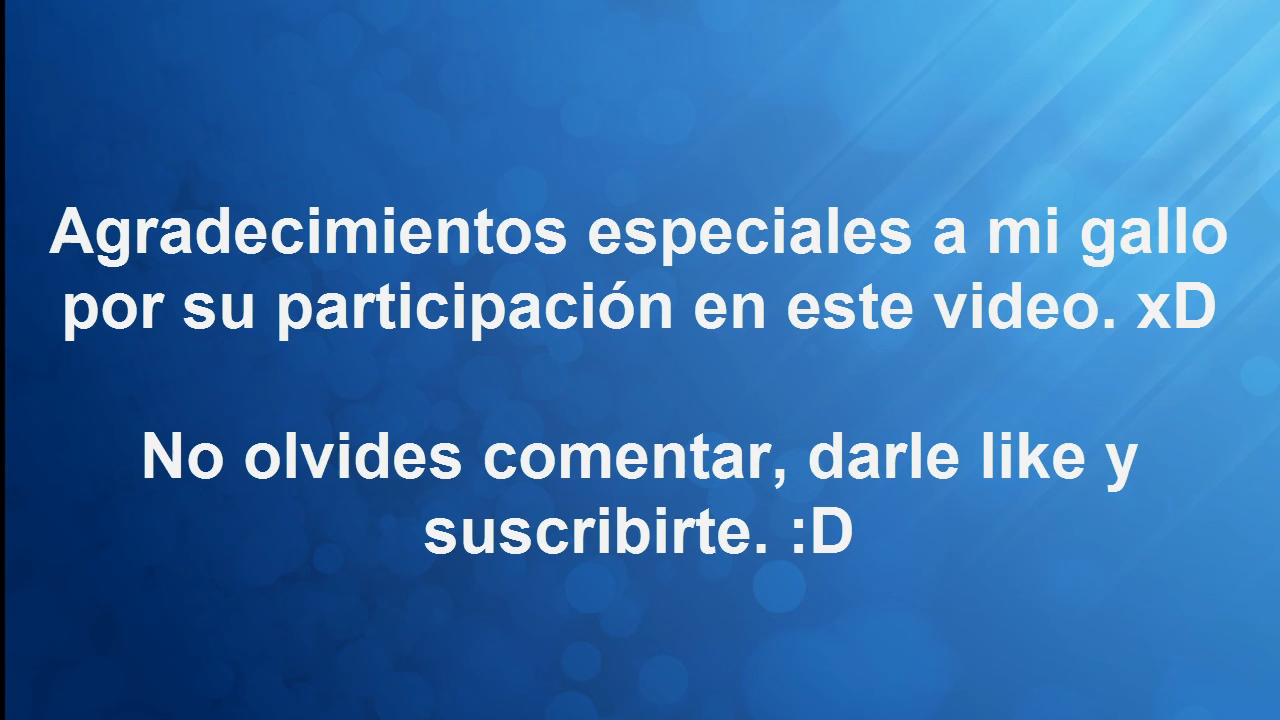 Agradecimientos especiales a mi gallo
por su participación en este video. xD
No olvides comentar, darle like y
suscribirte. :D